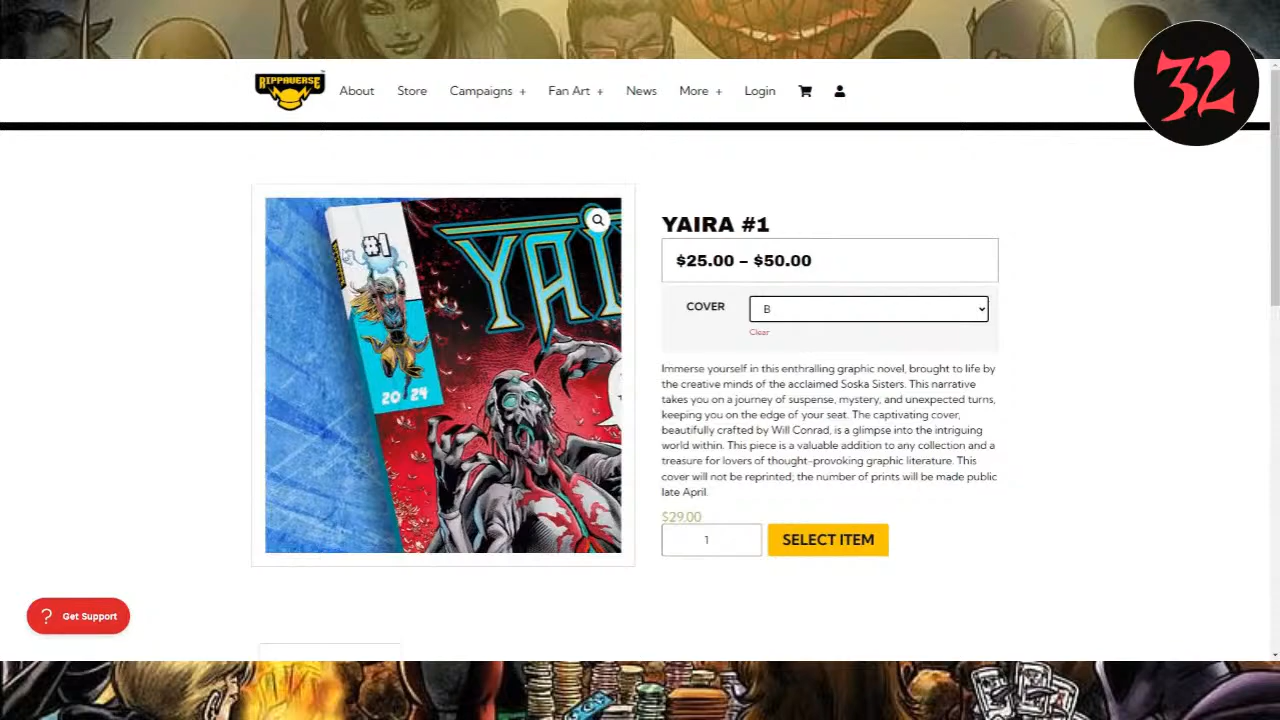 32
RIPPAVERSE
About
Store
Campaigns +
Fan Art +
News
More +
Login
#1
YAI
20 24
YAIRA #1
$25.00 – $50.00
COVER
B
Clear
Immerse yourself in this enthralling graphic novel, brought to life by
the creative minds of the acclaimed Soska Sisters. This narrative
takes you on a journey of suspense, mystery, and unexpected turns,
keeping you on the edge of your seat. The captivating cover,
beautifully crafted by Will Conrad, is a glimpse into the intriguing
world within. This piece is a valuable addition to any collection and a
treasure for lovers of thought-provoking graphic literature. This
cover will not be reprinted; the number of prints will be made public
late April.
$29.00
1
SELECT ITEM
? Get Support